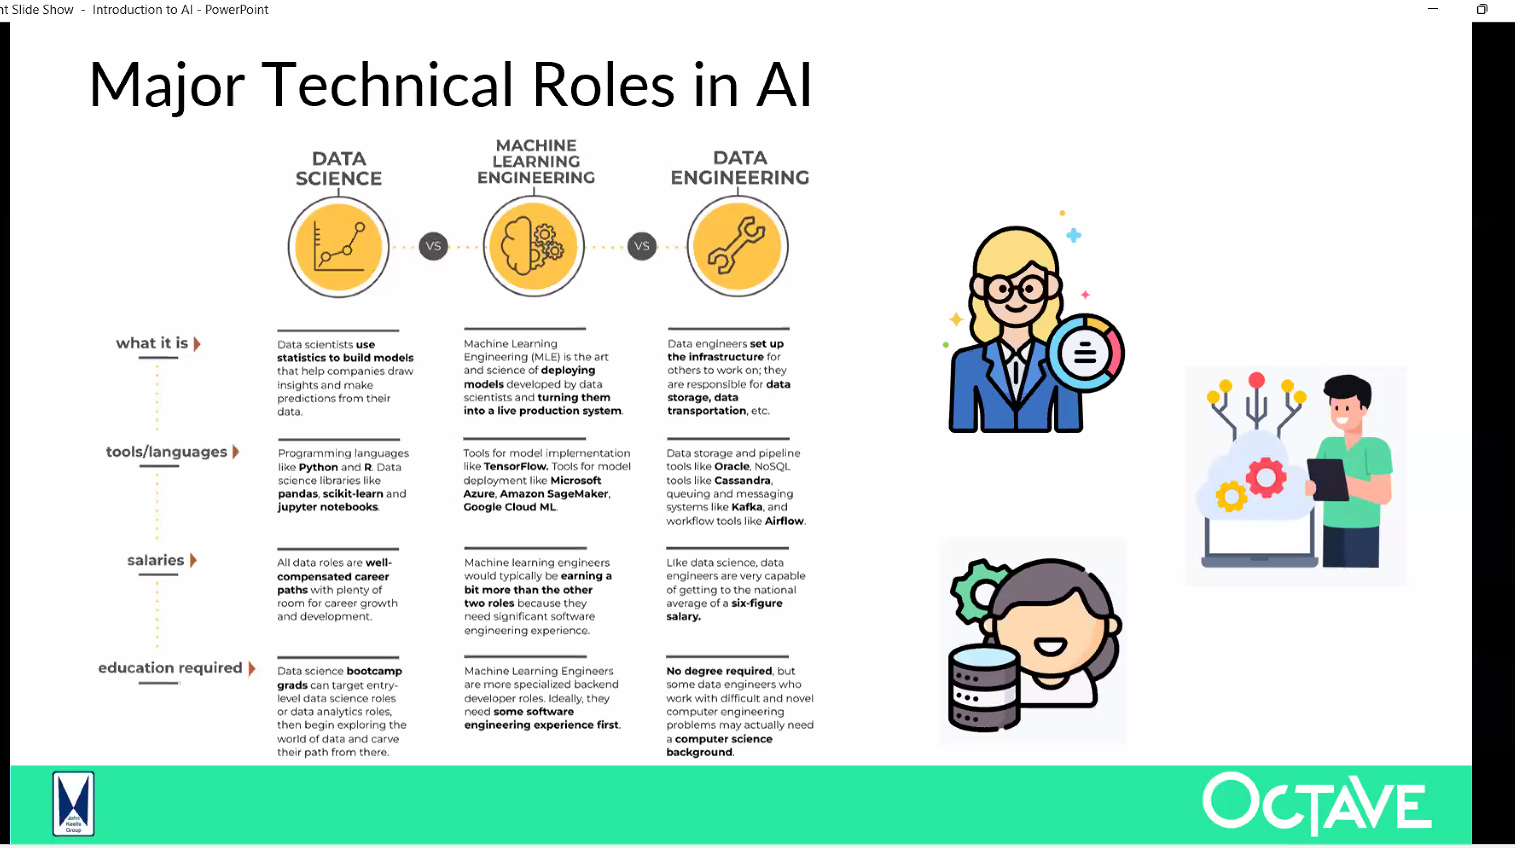 nt Slide Show - Introduction to AI - PowerPoint
Major Technical Roles in AI
DATA
SCIENCE
VS
MACHINE
LEARNING
ENGINEERING
VS
DATA
ENGINEERING
what it is
Data scientists use
statistics to build models
that help companies draw
insights and make
predictions from their
data.
Machine Learning
Engineering (MLE) is the art
and science of deploying
models developed by data
scientists and turning them
into a live production system.
Data engineers set up
the infrastructure for
others to work on; they
are responsible for data
storage, data
transportation, etc.
tools/languages
Programming languages
like Python and R. Data
science libraries like
pandas, scikit-learn and
jupyter notebooks.
Tools for model implementation
like TensorFlow. Tools for model
deployment like Microsoft
Azure, Amazon SageMaker,
Google Cloud ML.
Data storage and pipeline
tools like Oracle, NoSQL
tools like Cassandra,
queuing and messaging
systems like Kafka, and
workflow tools like Airflow.
salaries
All data roles are well-
compensated career
paths with plenty of
room for career growth
and development.
Machine learning engineers
would typically be earning a
bit more than the other
two roles because they
need significant software
engineering experience.
Like data science, data
engineers are very capable
of getting to the national
average of a six-figure
salary.
education required
Data science bootcamp
grads can target entry-
level data science roles
or data analytics roles,
then begin exploring the
world of data and carve
their path from there.
Machine Learning Engineers
are more specialized backend
developer roles. Ideally, they
need some software
engineering experience first.
No degree required, but
some data engineers who
work with difficult and novel
computer engineering
problems may actually need
a computer science
background.
John
Keells
Group
OCTAVE